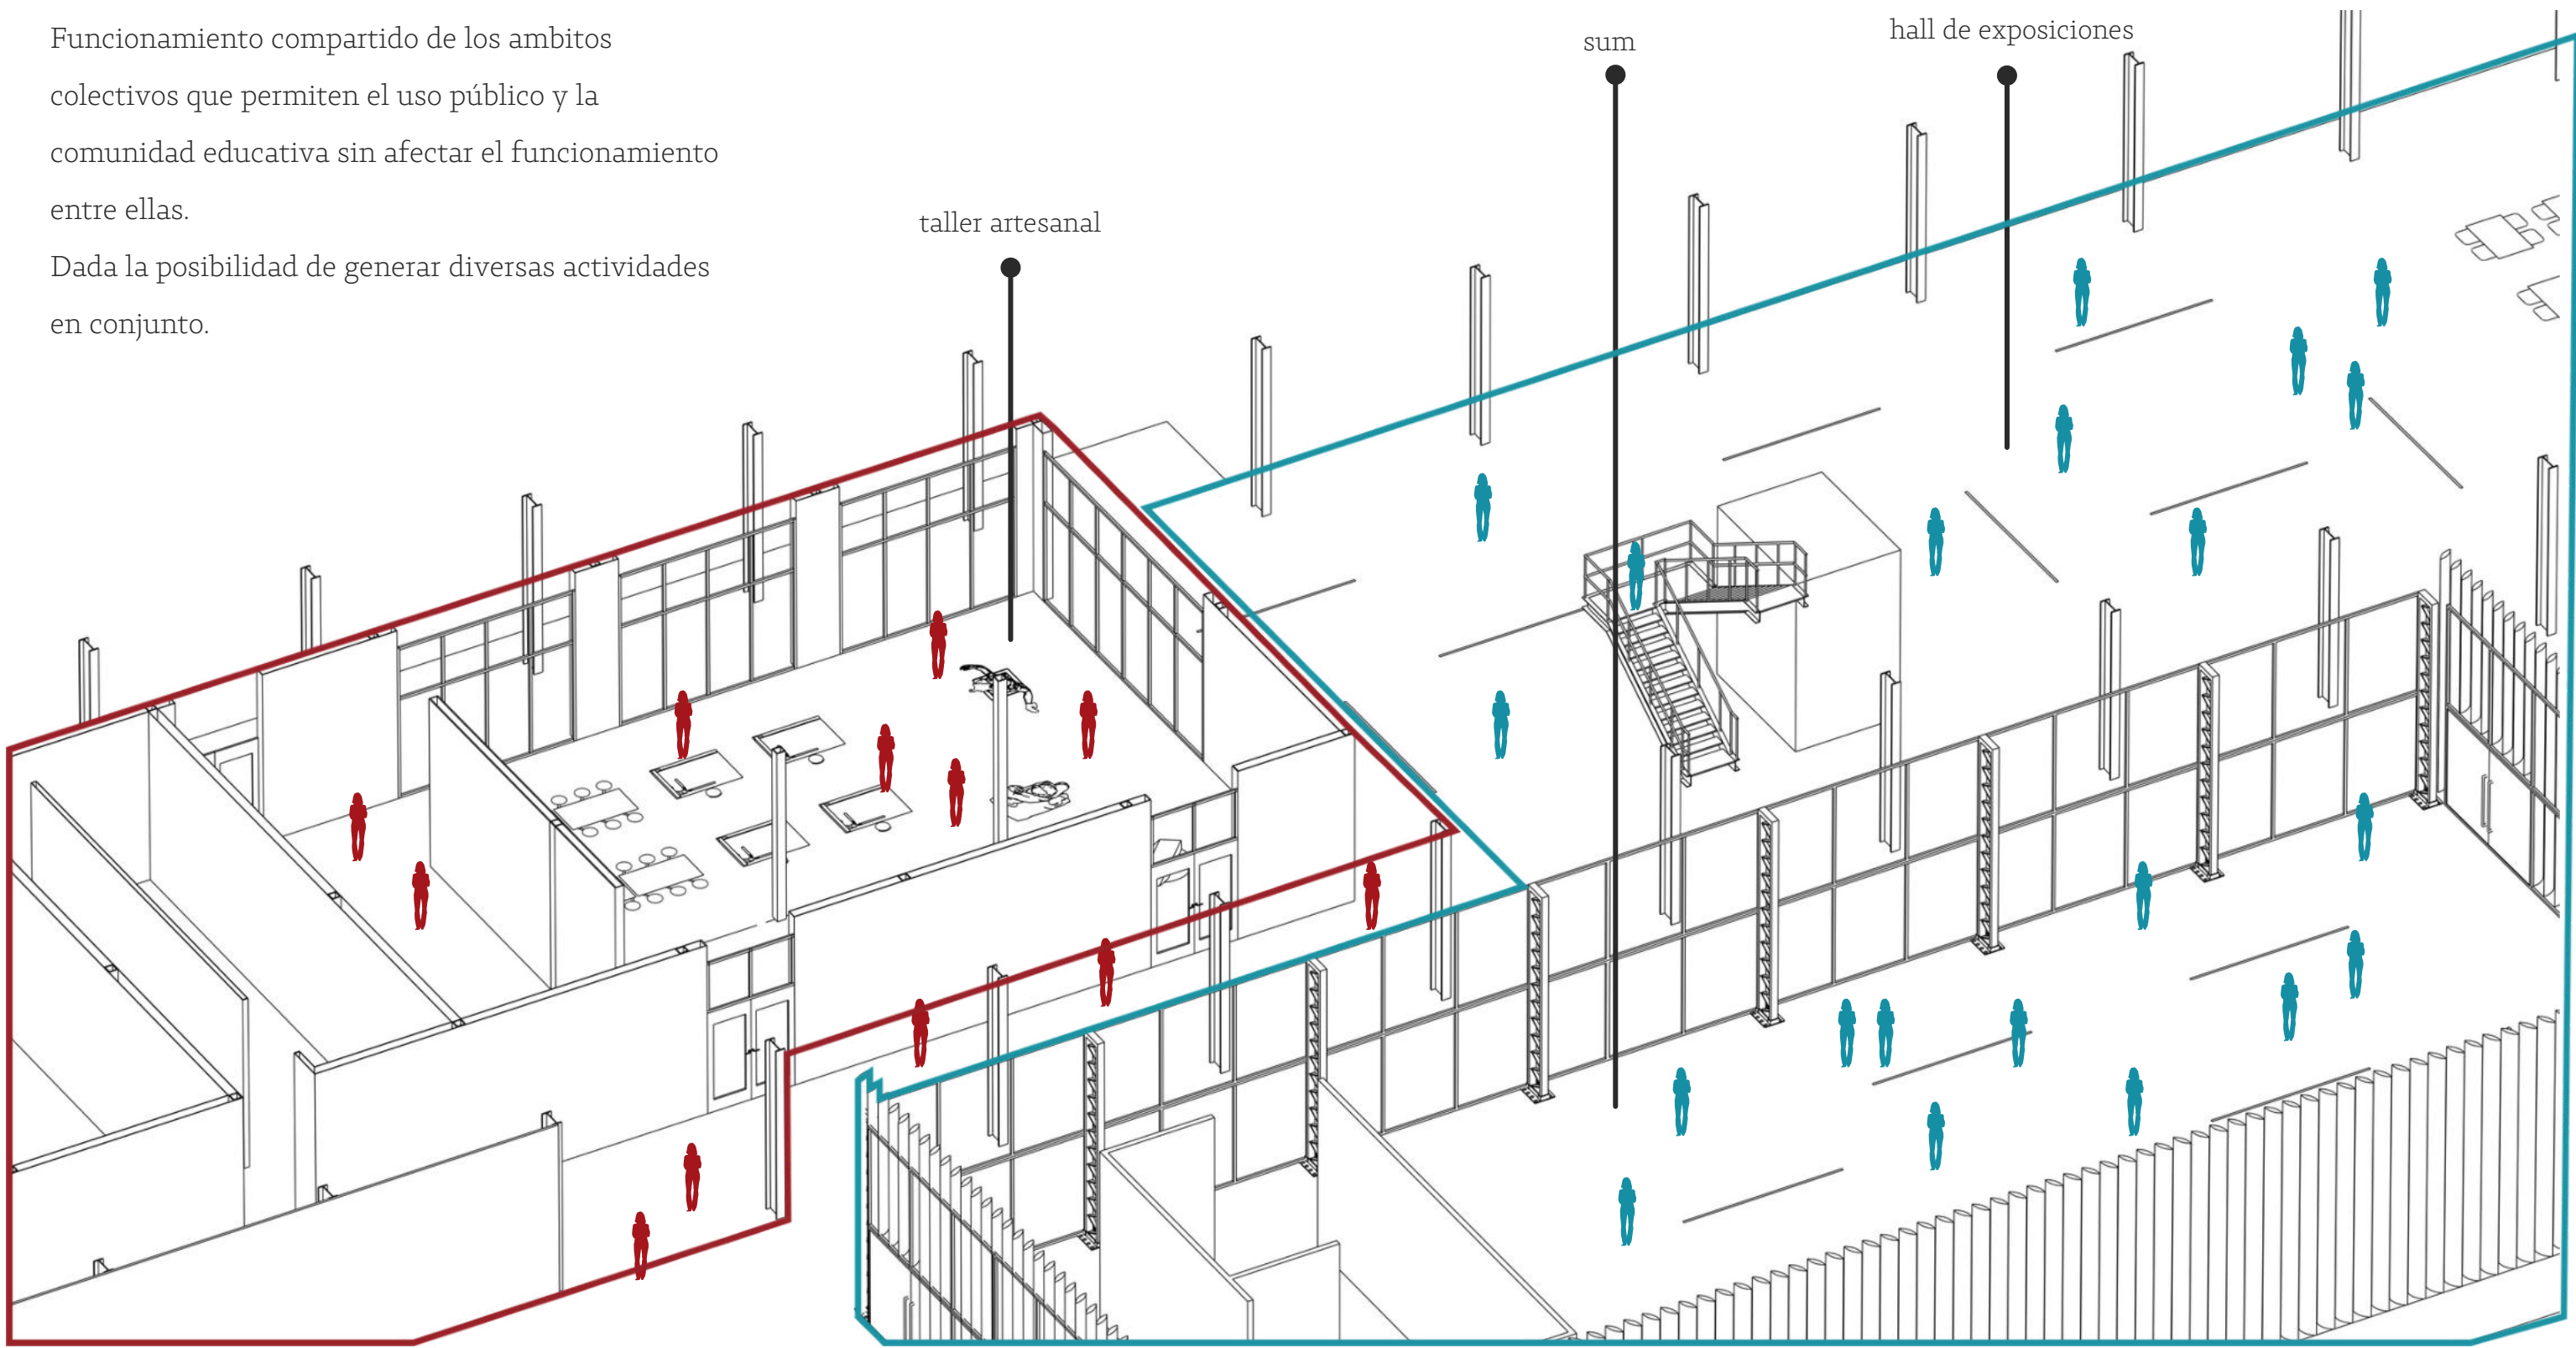 Funcionamiento compartido de los ambitos
colectivos que permiten el uso público y la
comunidad educativa sin afectar el funcionamiento
entre ellas.
Dada la posibilidad de generar diversas actividades
en conjunto.
taller artesanal
sum
hall de exposiciones